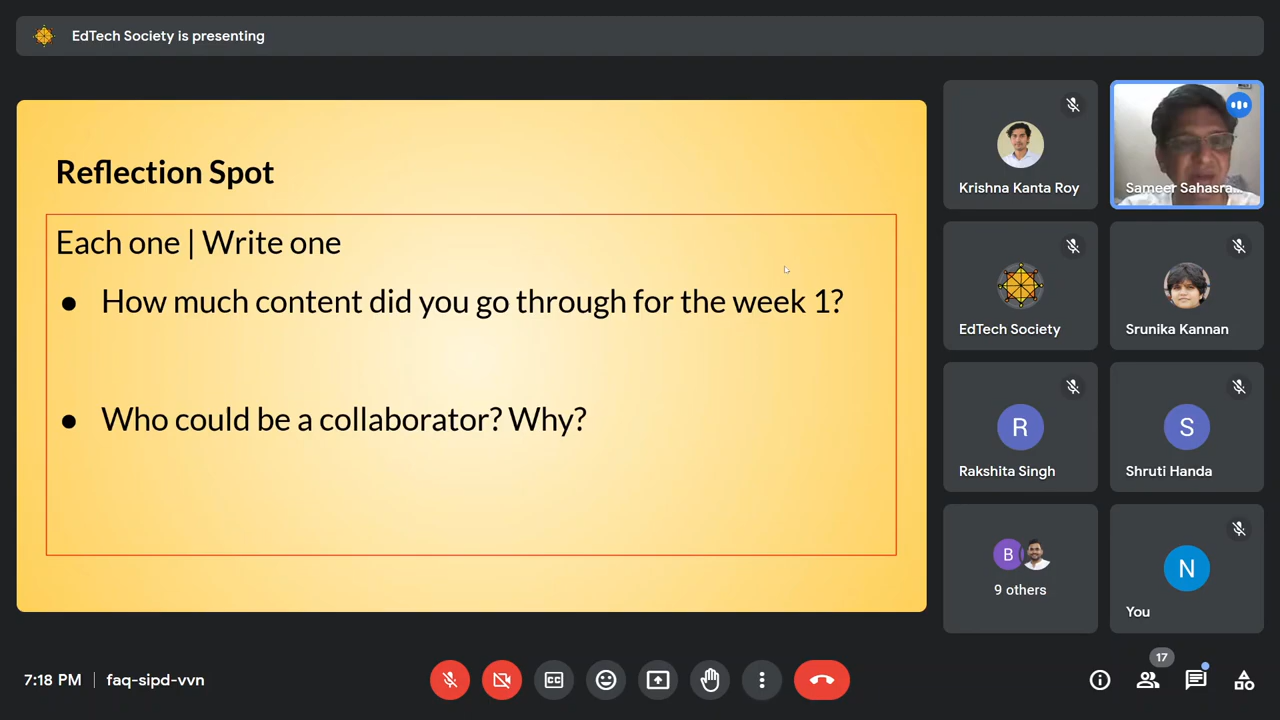 EdTech Society is presenting
Reflection Spot
Each one | Write one
● How much content did you go through for the week 1?
● Who could be a collaborator? Why?
Krishna Kanta Roy
Sameer Sahasra...
EdTech Society
Srunika Kannan
R
Rakshita Singh
S
Shruti Handa
B
9 others
N
You
7:18 PM | faq-sipd-vvn
CC
17